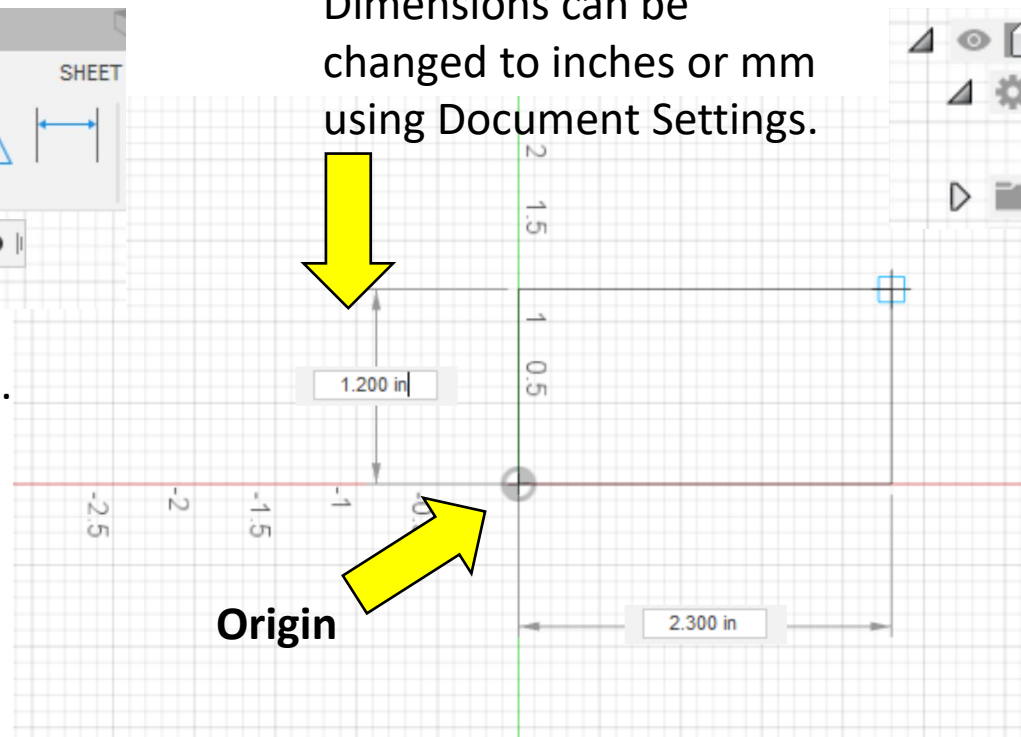 Dimensions can be
changed to inches or mm
using Document Settings.
SHEET
2
1.5
1
0.5
1.200 in
.
-2.5
-2
-1.5
-1
Origin
2.300 in